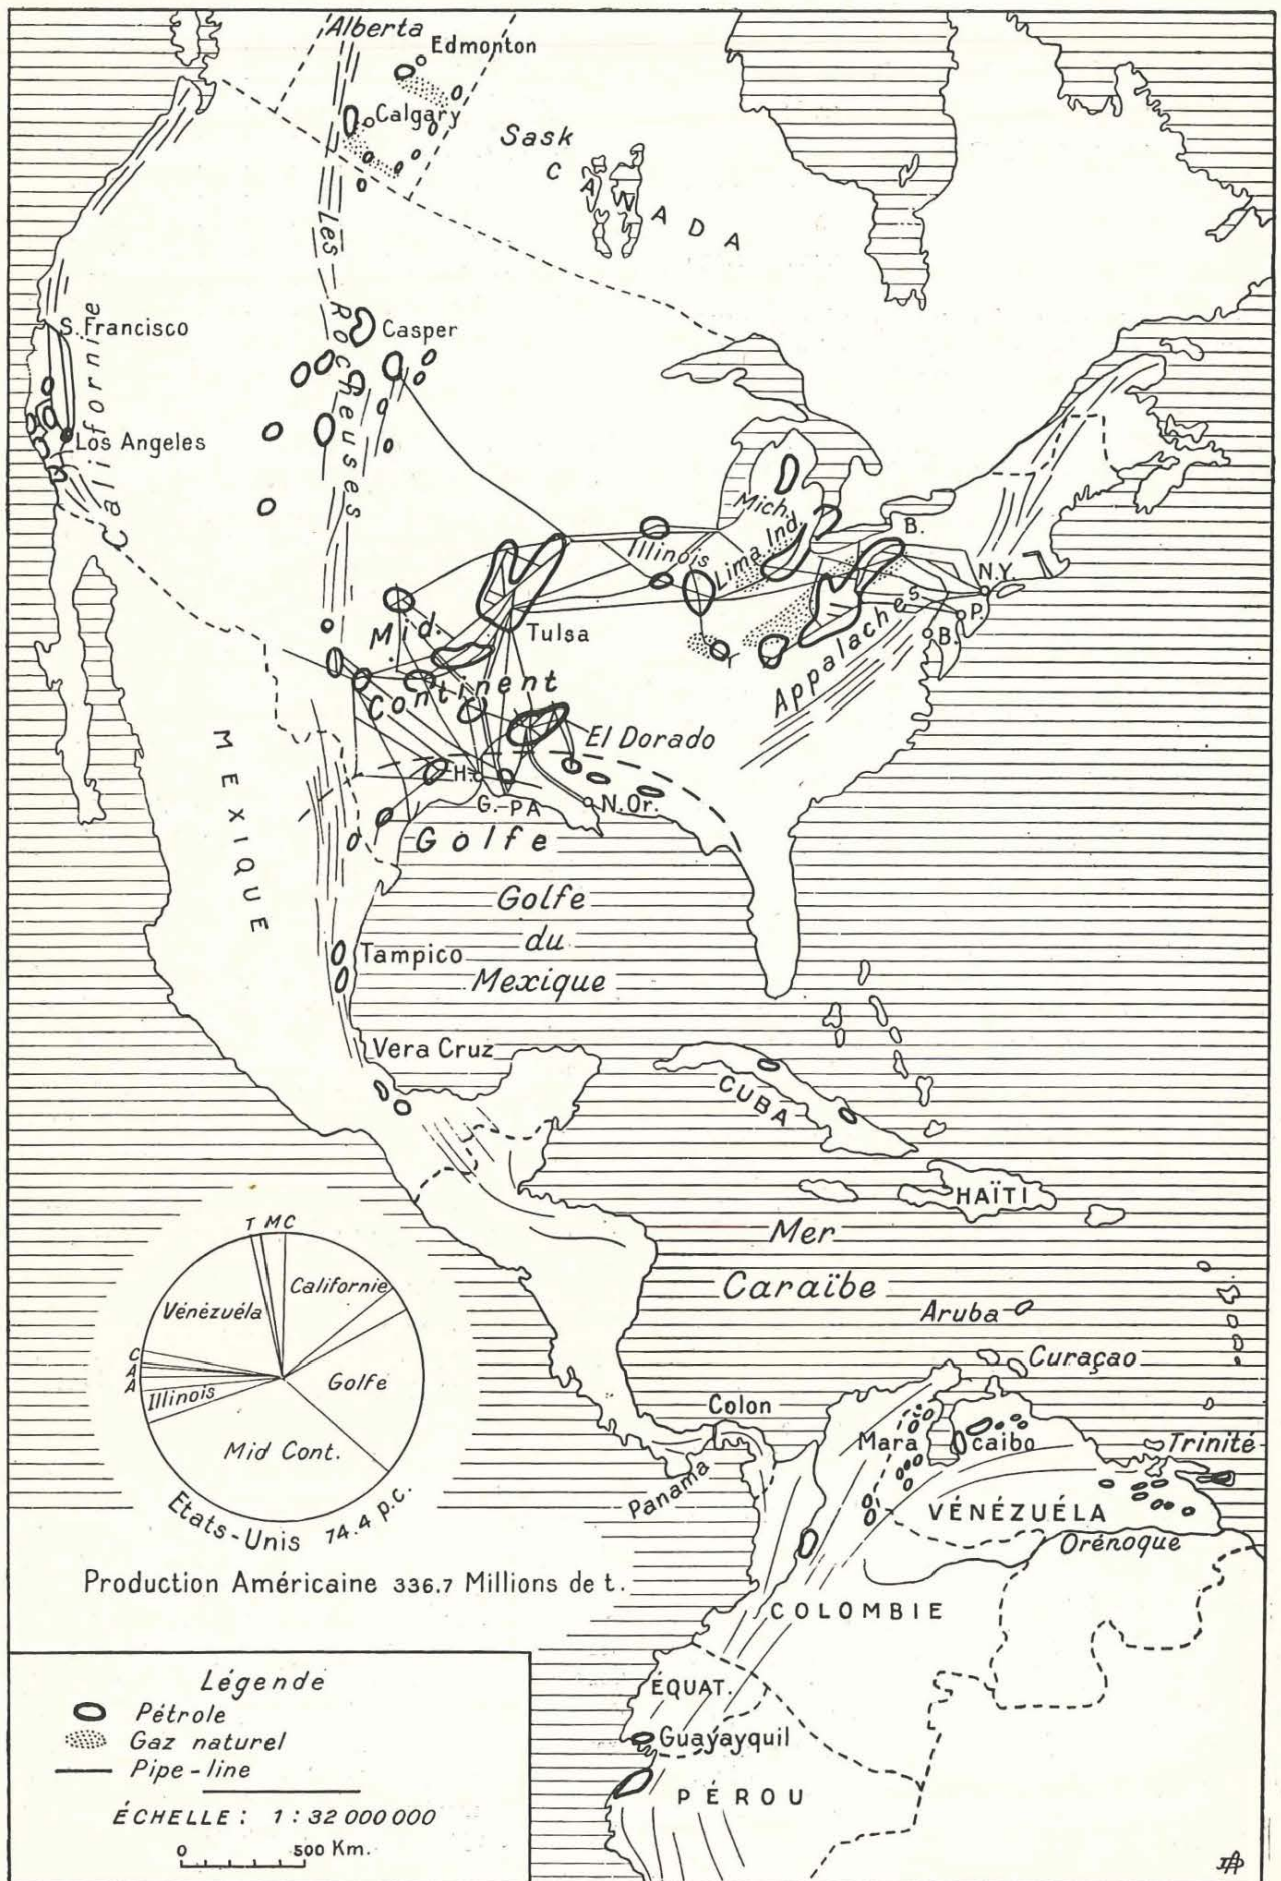 Alberta
Edmonton
Calgary
Sask
CANADA
Les Rocheuses
S. Francisco
Casper
Californie
Los Angeles
Mich.
Illinois
Lima Ind.
B.
N.Y.
P.
B.
Appalaches
Tulsa
Mid.
Continent
El Dorado
MEXIQUE
H.
G.-PA
N.Or.
Golfe
Golfe
du
Mexique
Tampico
Vera Cruz
CUBA
HAÏTI
Mer
Caraïbe
Aruba
Curaçao
Colon
Panama
Mara
caïbo
Trinité
VÉNÉZUÉLA
Orénoque
COLOMBIE
ÉQUAT.
Guayayquil
PÉROU
T M C
Californie
Vénézuéla
C
A
A
Illinois
Golfe
Mid Cont.
Etats-Unis 74.4 p.c.
Production Américaine 336.7 Millions de t.
Légende
Pétrole
Gaz naturel
Pipe-line
ÉCHELLE: 1:32 000 000
0 500 Km.